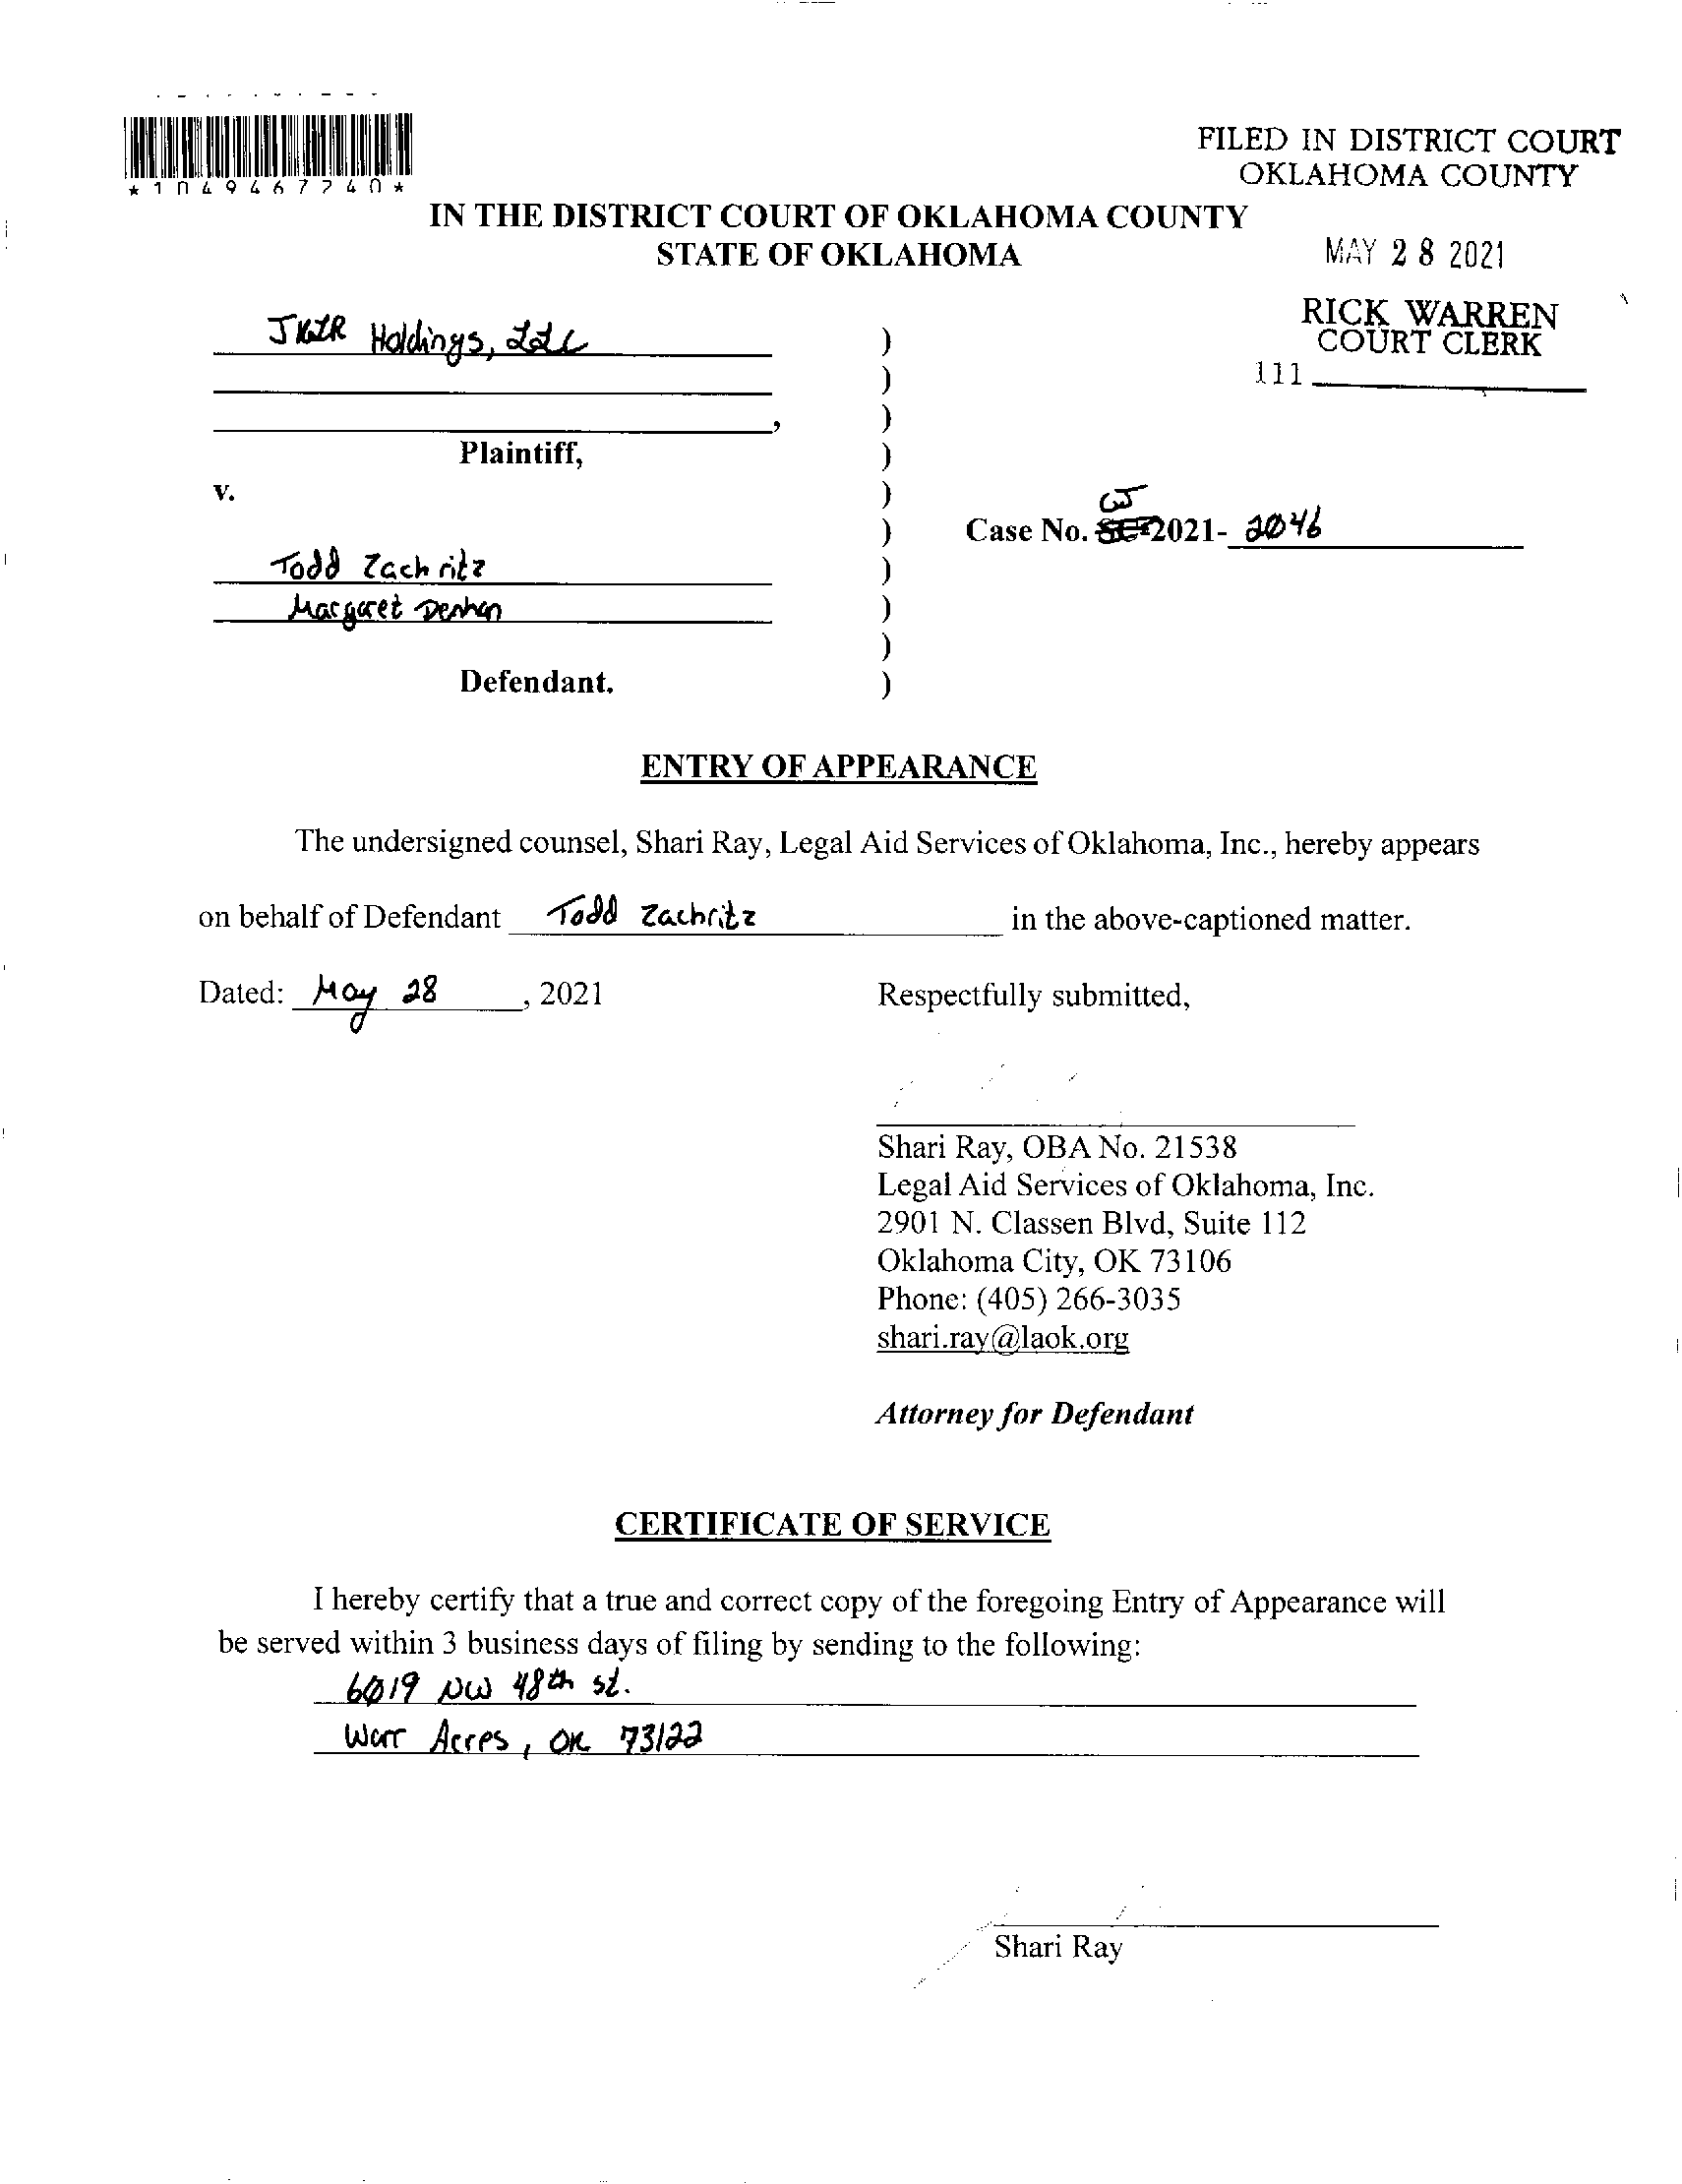 *1049467240*
FILED IN DISTRICT COURT
OKLAHOMA COUNTY
IN THE DISTRICT COURT OF OKLAHOMA COUNTY
STATE OF OKLAHOMA
MAY 28 2021
RICK WARREN
COURT CLERK
111
Holdings, LLC )
)
, )
Plaintiff, )
v. )
CJ
Case No. 2021- 2046 )
Todd Zachritz )
Margaret )
)
Defendant. )
ENTRY OF APPEARANCE
The undersigned counsel, Shari Ray, Legal Aid Services of Oklahoma, Inc., hereby appears
on behalf of Defendant Todd Zachritz in the above-captioned matter.
Dated: May 28, 2021 Respectfully submitted,
Shari Ray, OBA No. 21538
Legal Aid Services of Oklahoma, Inc.
2901 N. Classen Blvd, Suite 112
Oklahoma City, OK 73106
Phone: (405) 266-3035
shari.ray@laok.org
Attorney for Defendant
CERTIFICATE OF SERVICE
I hereby certify that a true and correct copy of the foregoing Entry of Appearance will
be served within 3 business days of filing by sending to the following:
6019 NW 48th st.
Warr Acres, OK 73122
Shari Ray